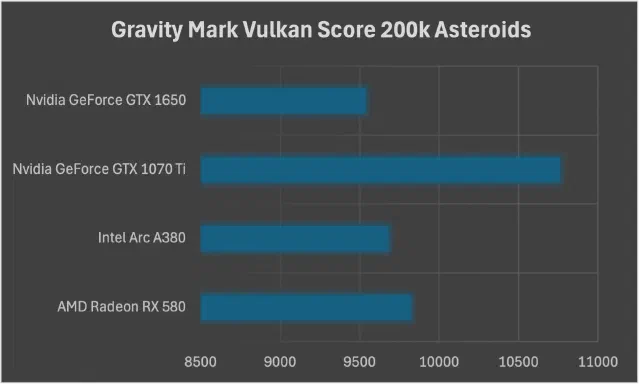 Gravity Mark Vulkan Score 200k Asteroids
Nvidia GeForce GTX 1650
Nvidia GeForce GTX 1070 Ti
Intel Arc A380
AMD Radeon RX 580
8500 9000 9500 10000 10500 11000